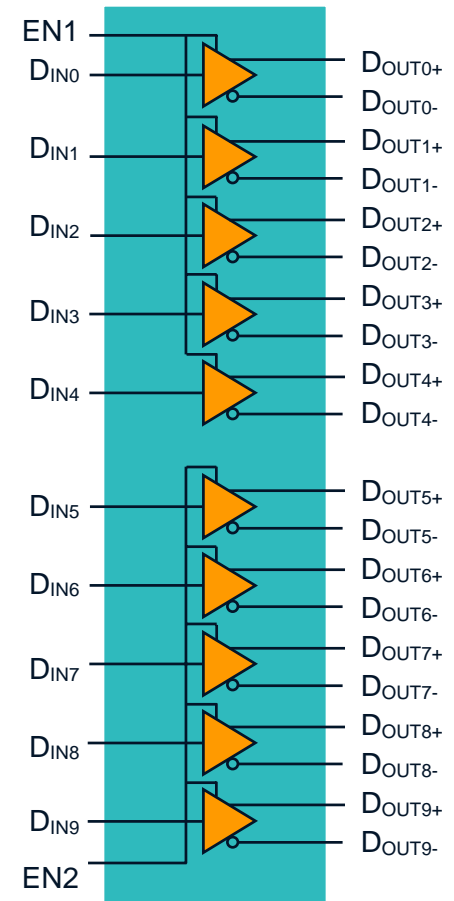 EN1
DIN0
DOUT0+
DOUT0-
DIN1
DOUT1+
DOUT1-
DIN2
DOUT2+
DOUT2-
DIN3
DOUT3+
DOUT3-
DIN4
DOUT4+
DOUT4-
DIN5
DOUT5+
DOUT5-
DIN6
DOUT6+
DOUT6-
DIN7
DOUT7+
DOUT7-
DIN8
DOUT8+
DOUT8-
DIN9
DOUT9+
DOUT9-
EN2